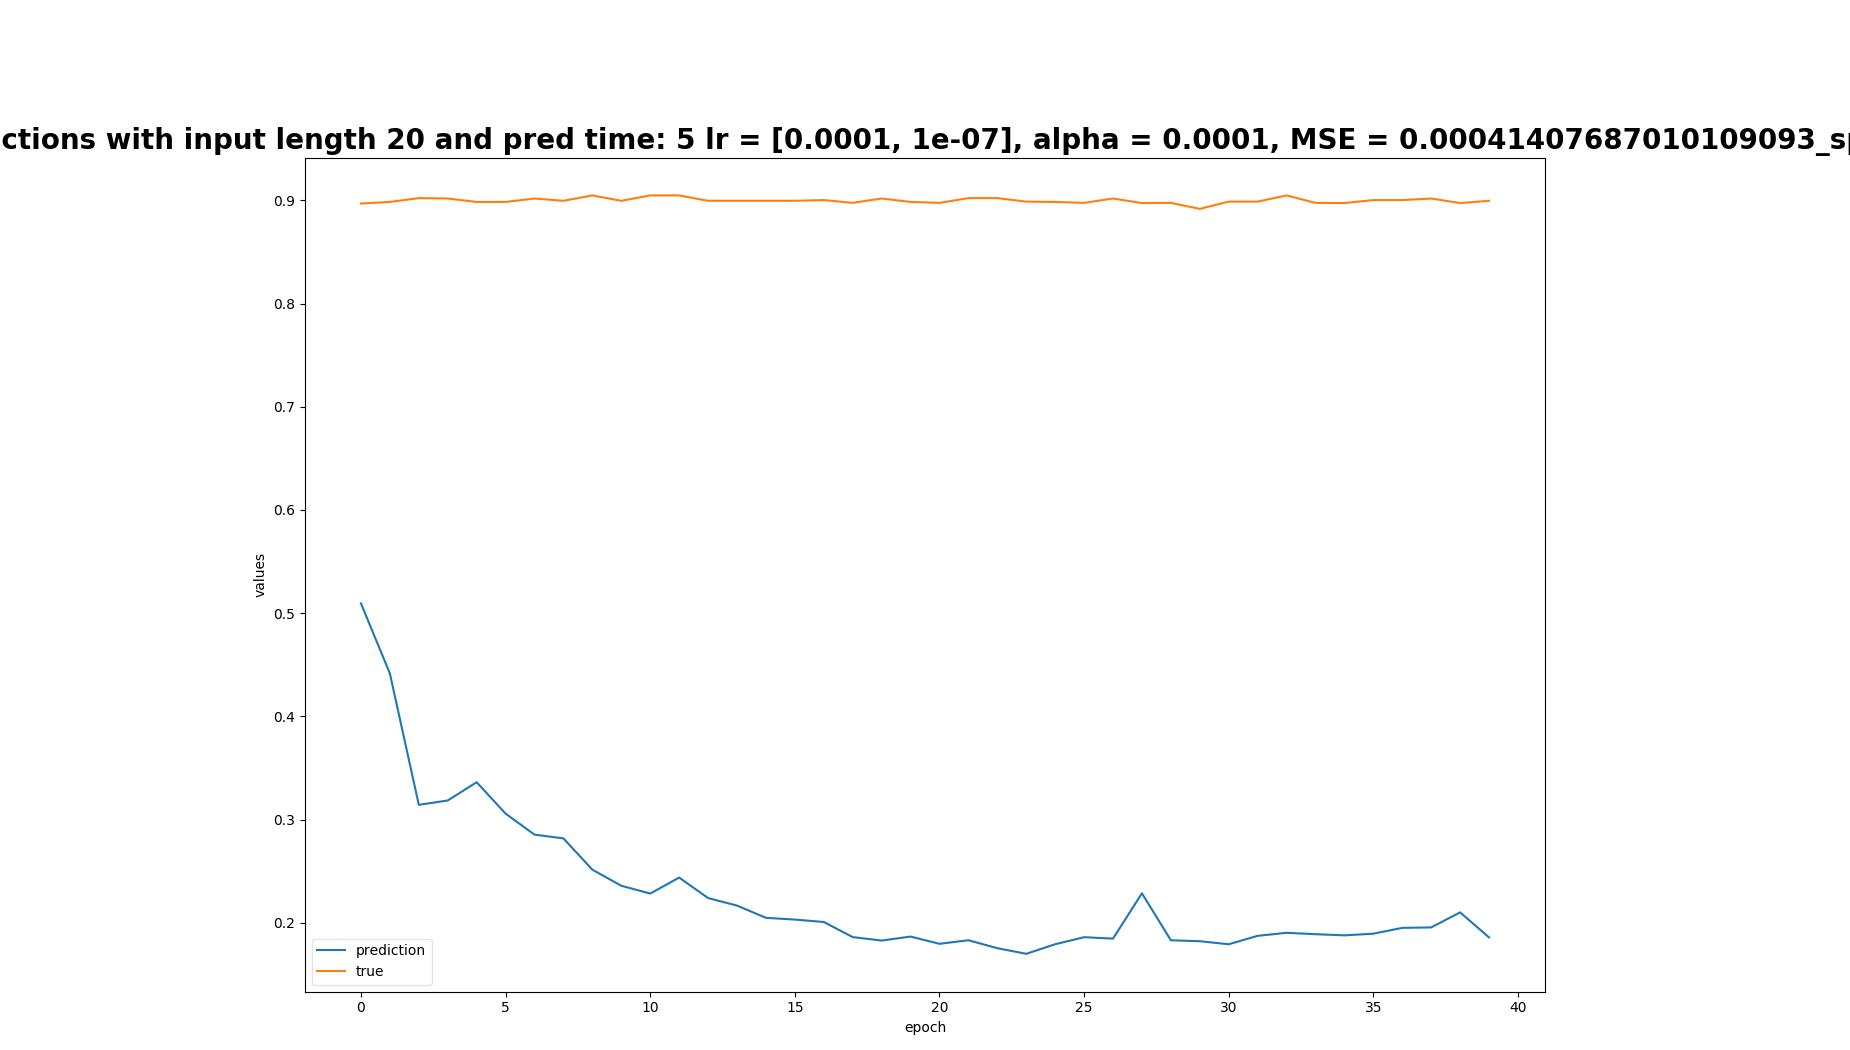 ctions with input length 20 and pred time: 5 lr = [0.0001, 1e-07], alpha = 0.0001, MSE = 0.00041407687010109093_sp
0.9
0.8
0.7
0.6
0.5
0.4
0.3
0.2
values
prediction
true
0 5 10 15 20 25 30 35 40
epoch